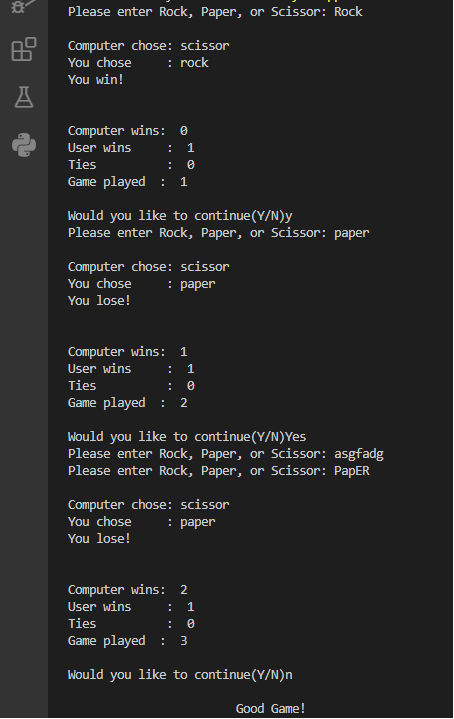 Please enter Rock, Paper, or Scissor: Rock
Computer chose: scissor
You chose     : rock
You win!
Computer wins:  0
User wins     :  1
Ties          :  0
Game played  :  1
Would you like to continue(Y/N)y
Please enter Rock, Paper, or Scissor: paper
Computer chose: scissor
You chose     : paper
You lose!
Computer wins:  1
User wins     :  1
Ties          :  0
Game played  :  2
Would you like to continue(Y/N)Yes
Please enter Rock, Paper, or Scissor: asgfadg
Please enter Rock, Paper, or Scissor: PapER
Computer chose: scissor
You chose     : paper
You lose!
Computer wins:  2
User wins     :  1
Ties          :  0
Game played  :  3
Would you like to continue(Y/N)n
Good Game!